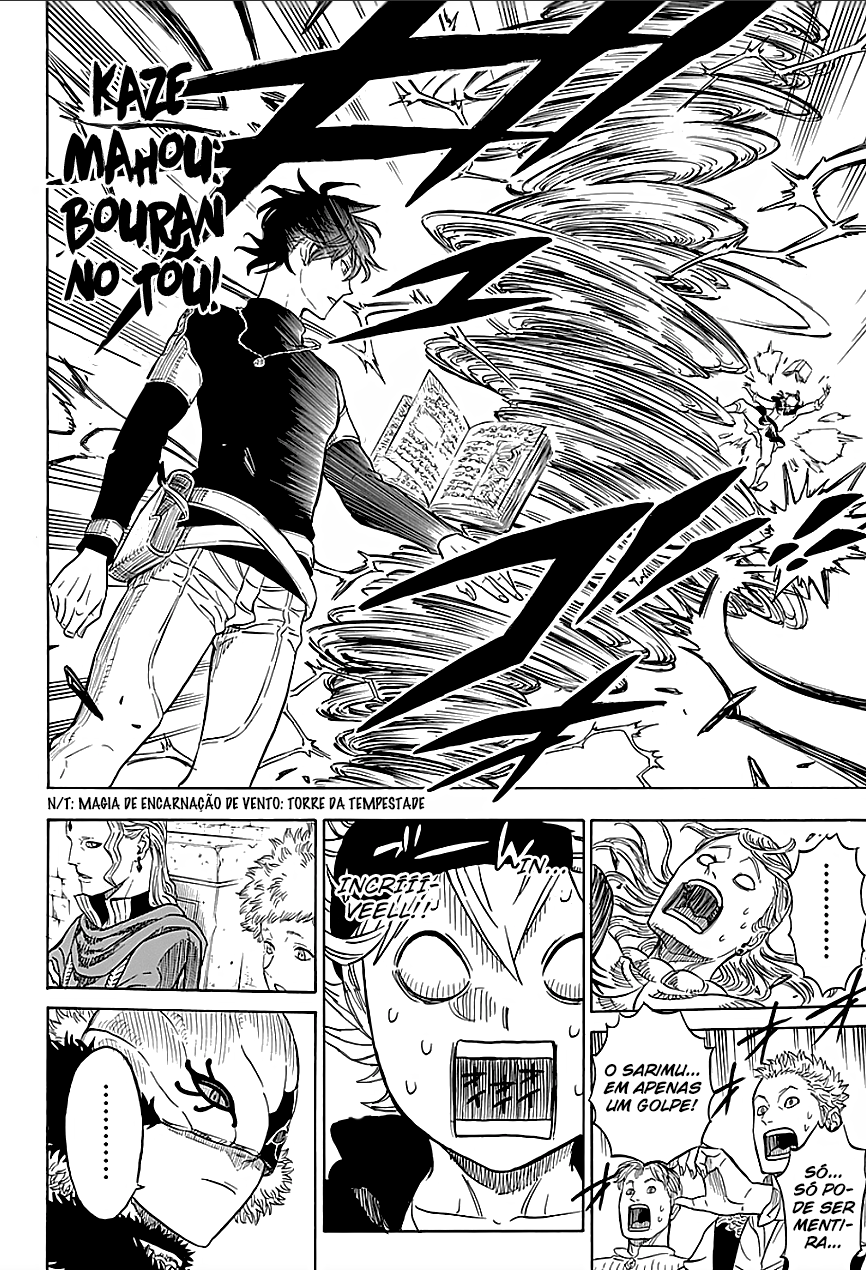 KAZE
MAHOU:
BOURAN
NO TÔU!
N/T: MAGIA DE ENCARNAÇÃO DE VENTO: TORRE DA TEMPESTADE
.........
O SARIMU...
EM APENAS
UM GOLPE!
SÓ...
SÓ PO-
DE SER
MENTI-
RA...
WIN...
INCRÍÍÍ-
VEELL!!
.........